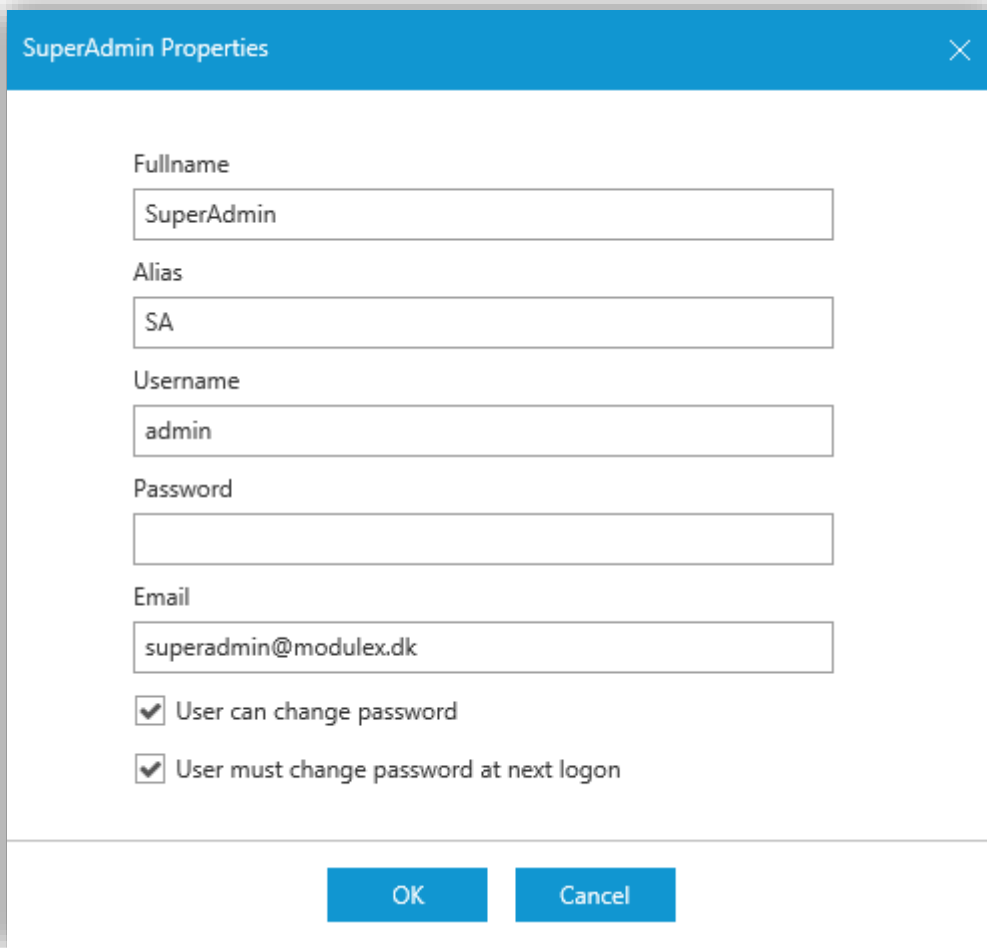 SuperAdmin Properties
Fullname
SuperAdmin
Alias
SA
Username
admin
Password
Email
superadmin@modulex.dk
User can change password
User must change password at next logon
OK
Cancel